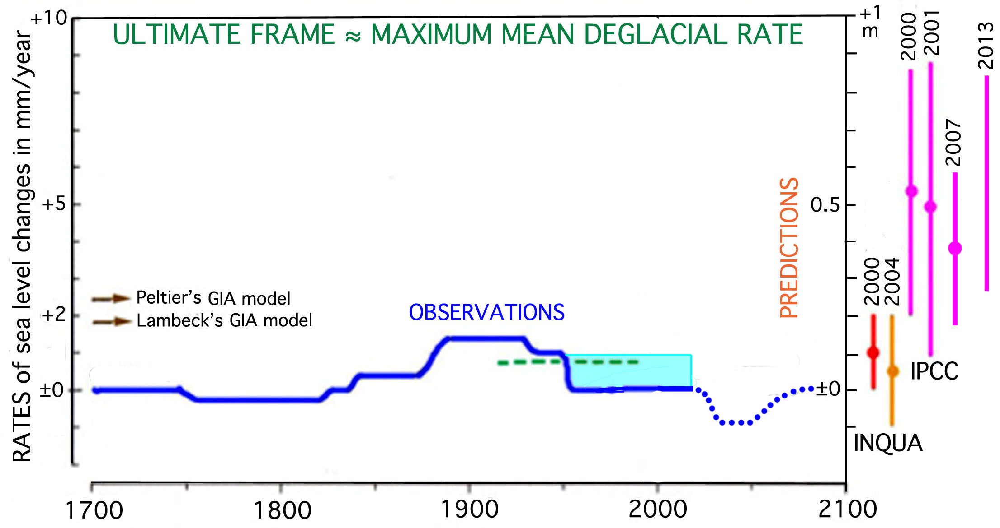 ULTIMATE FRAME ≈ MAXIMUM MEAN DEGLACIAL RATE
RATES of sea level changes in mm/year
+10
+5
+2
±0
Peltier's GIA model
Lambeck's GIA model
OBSERVATIONS
PREDICTIONS
+1
m
0.5
±0
2000
2004
INQUA
2000
2001
2007
2013
IPCC
1700
1800
1900
2000
2100